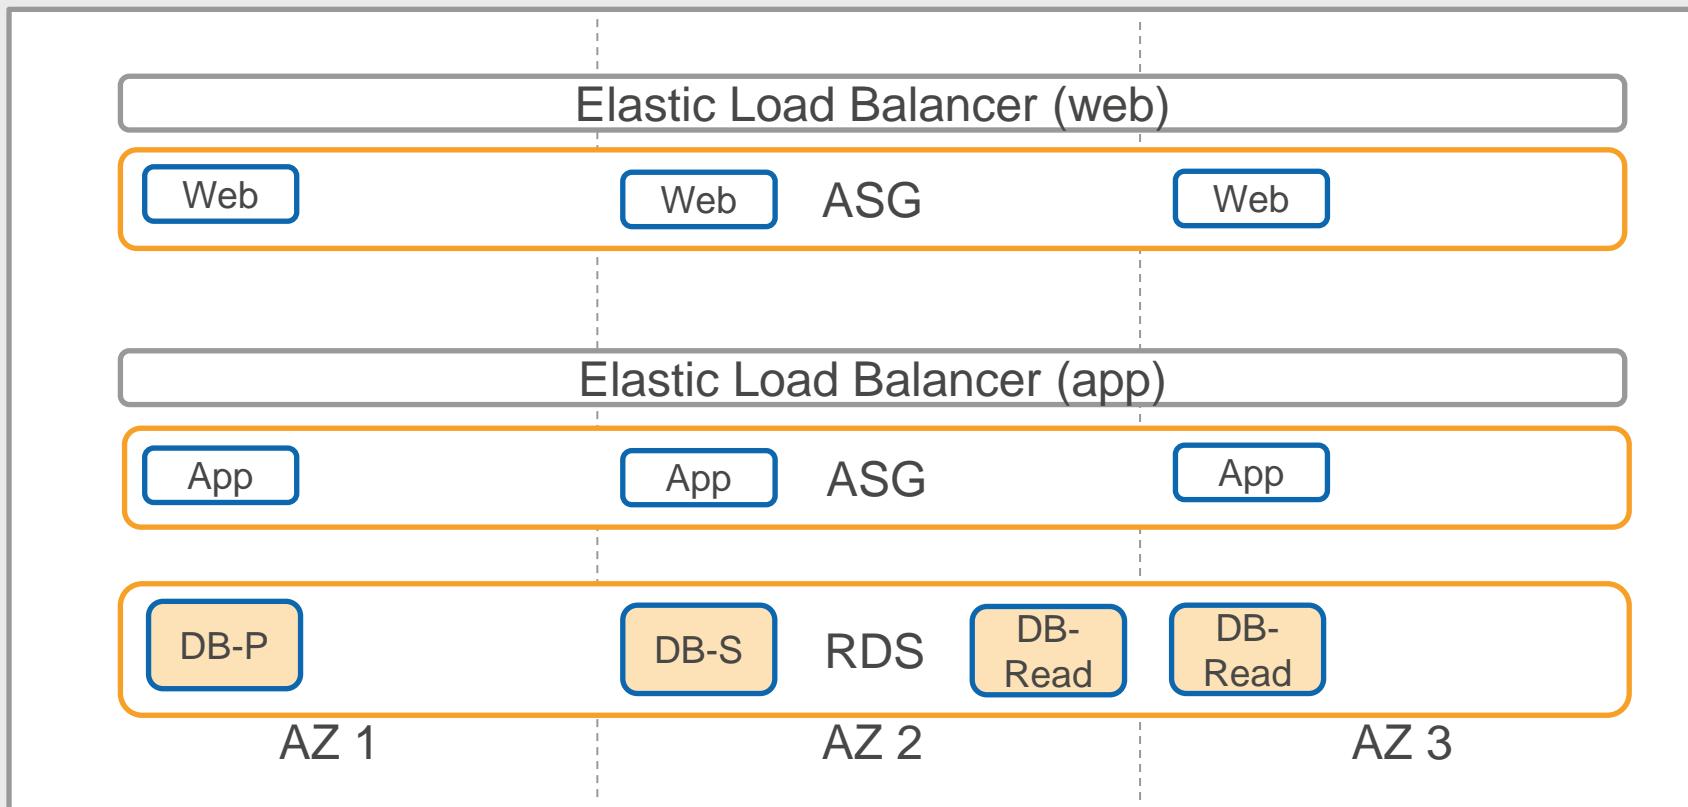 Elastic Load Balancer (web)
Web
Web
ASG
Web
Elastic Load Balancer (app)
App
App
ASG
App
DB-P
DB-S
RDS
DB-
Read
DB-
Read
AZ 1
AZ 2
AZ 3